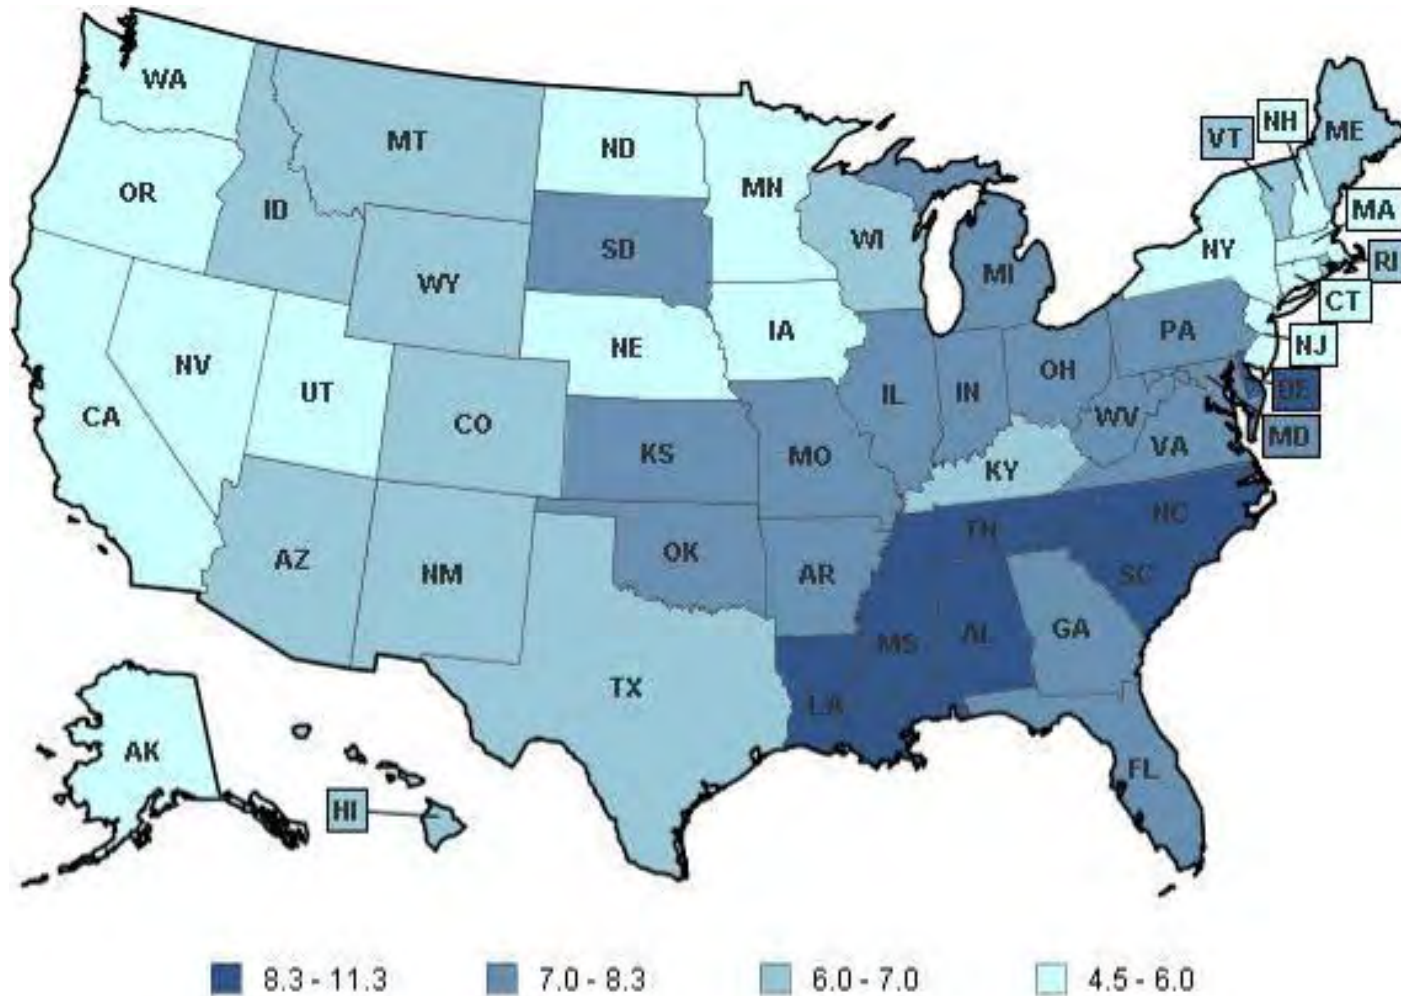 WA
MT
ND
MN
VT
NH
ME
OR
ID
SD
WI
MI
NY
MA
RI
CT
WY
NE
IA
PA
NJ
NV
UT
CO
KS
MO
IL
IN
OH
WV
DE
MD
CA
KY
VA
AZ
NM
OK
AR
TN
NC
SC
MS
AL
GA
TX
LA
FL
AK
HI
8.3 - 11.3
7.0 - 8.3
6.0 - 7.0
4.5 - 6.0